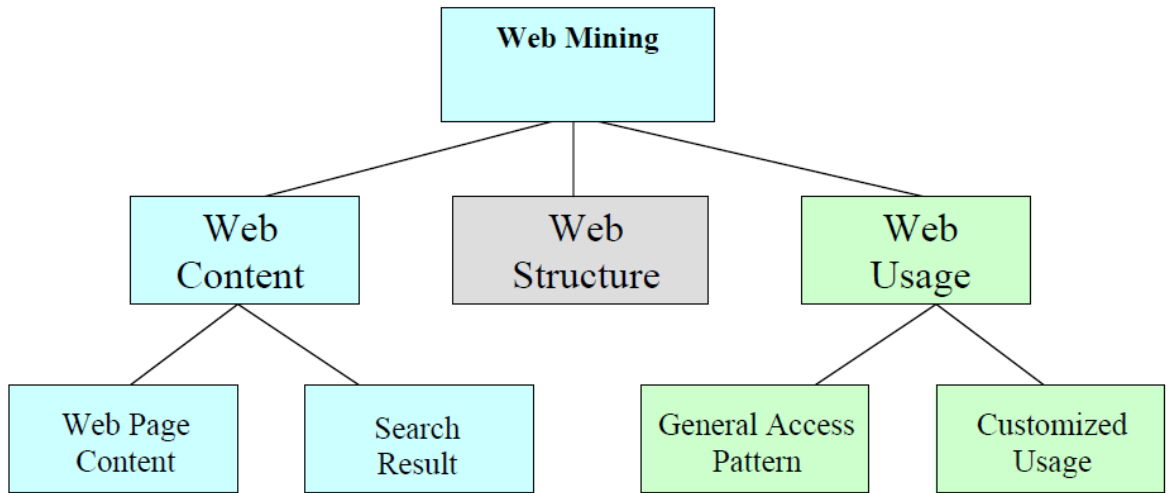 Web Mining
Web
Content
Web
Structure
Web
Usage
Web Page
Content
Search
Result
General Access
Pattern
Customized
Usage